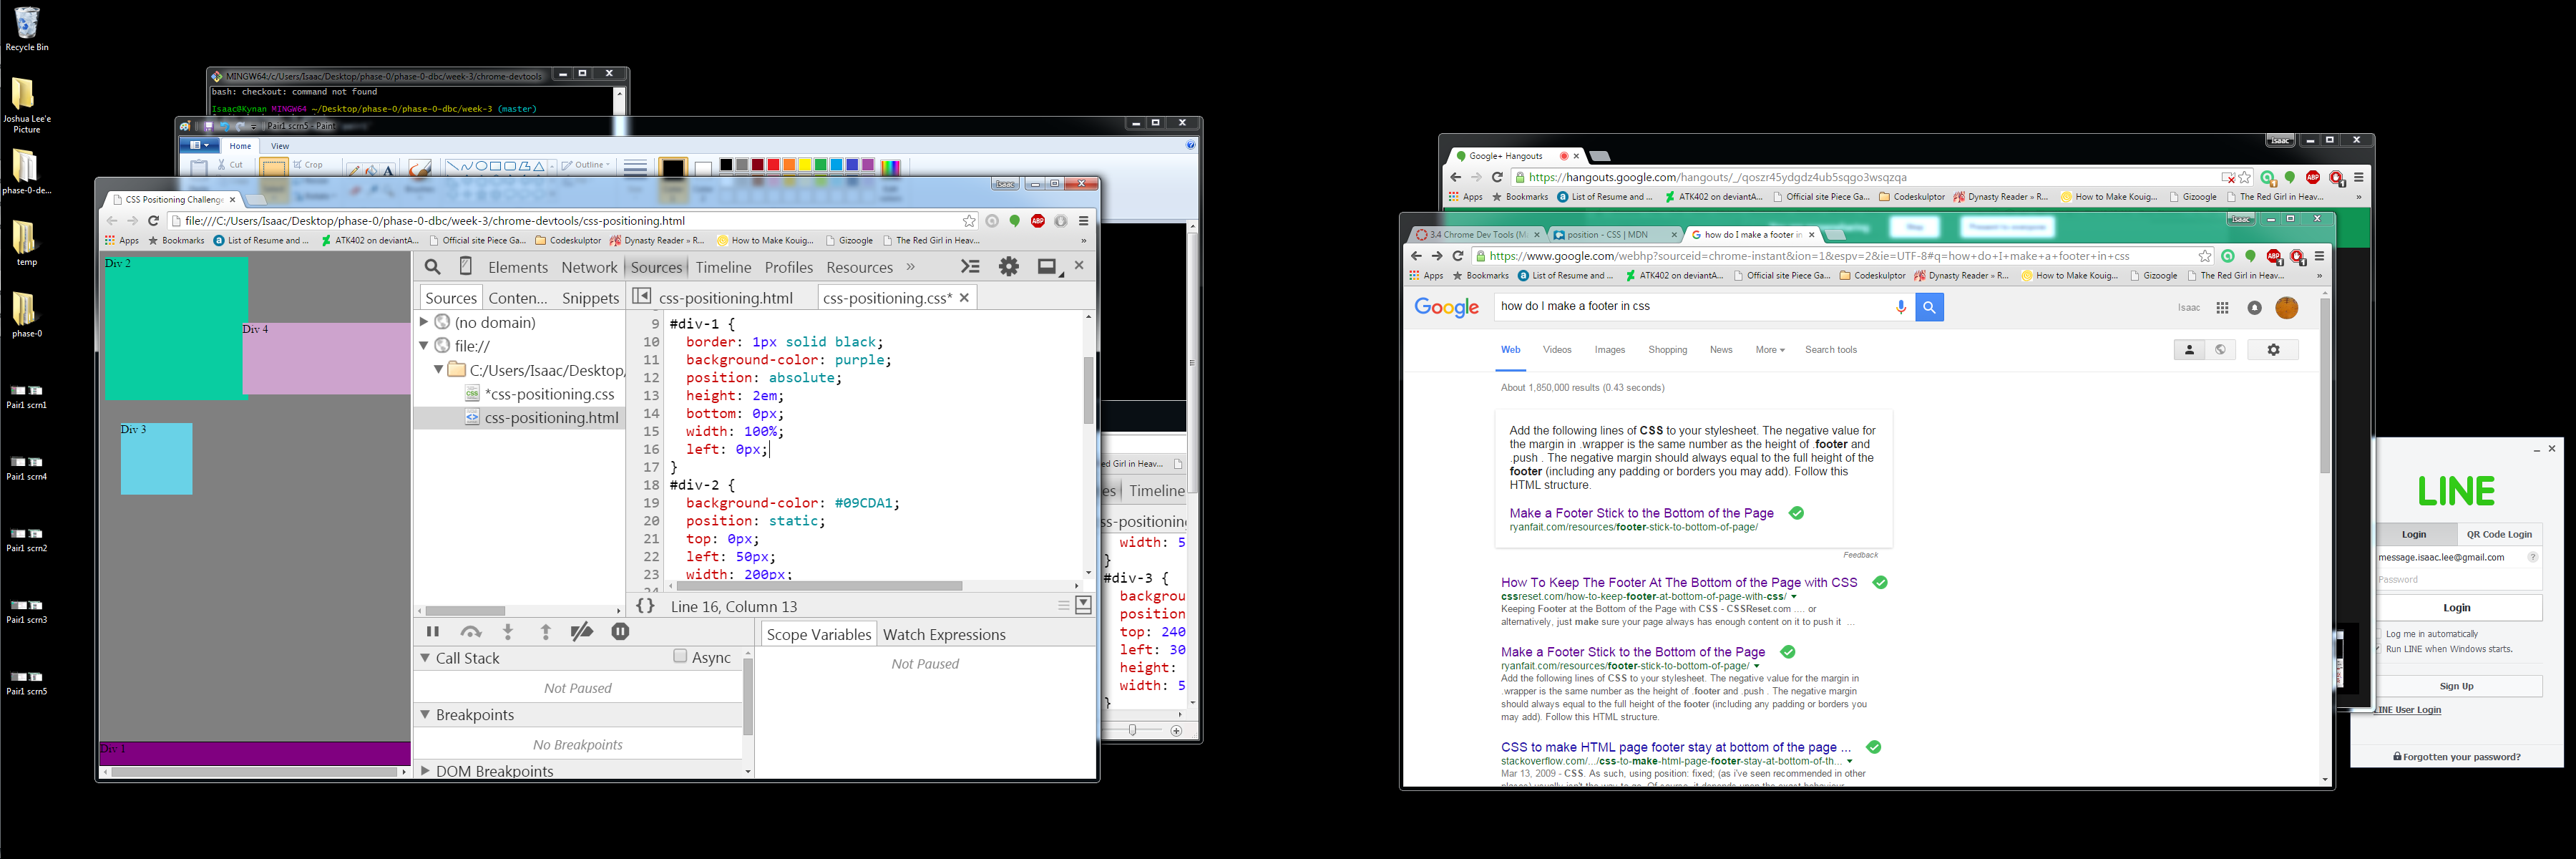 Recycle Bin
Joshua Lee'e
Picture
phase-0-de...
temp
phase-0
Pair1 scrn1
Pair1 scrn4
Pair1 scrn2
Pair1 scrn3
Pair1 scrn5
MINGW64:/c/Users/Isaac/Desktop/phase-0/phase-0-dbc/week-3/chrome-devtools
bash: checkout: command not found
Isaac@Kynan MINGW64 ~/Desktop/phase-0/phase-0-dbc/week-3 (master)
Pair1 scrn5 - Paint
Home View
Cut Crop Outline
Isaac
CSS Positioning Challenge
file:///C:/Users/Isaac/Desktop/phase-0/phase-0-dbc/week-3/chrome-devtools/css-positioning.html
Apps Bookmarks List of Resume and ... ATK402 on deviantA... Official site Piece Ga... Codeskulptor Dynasty Reader » R... How to Make Kouig... Gizoogle The Red Girl in Heav... »
Div 2
Div 4
Div 3
Div 1
Elements Network Sources Timeline Profiles Resources »
Sources Conten... Snippets
(no domain)
file://
C:/Users/Isaac/Desktop/
*css-positioning.css
css-positioning.html
css-positioning.html css-positioning.css*
9 #div-1 {
10 border: 1px solid black;
11 background-color: purple;
12 position: absolute;
13 height: 2em;
14 bottom: 0px;
15 width: 100%;
16 left: 0px;
17 }
18 #div-2 {
19 background-color: #09CDA1;
20 position: static;
21 top: 0px;
22 left: 50px;
23 width: 200px;
{} Line 16, Column 13
Call Stack Async
Not Paused
Breakpoints
No Breakpoints
DOM Breakpoints
Scope Variables Watch Expressions
Not Paused
ed Girl in Heav...
es Timeline
ss-positioning
width: 5
}
#div-3 {
backgrou
position
top: 240
left: 30
height:
width: 5
}
Isaac
Google+ Hangouts
https://hangouts.google.com/hangouts/_/qoszr45ydgdz4ub5sqgo3wsqzqa
Apps Bookmarks List of Resume and ... ATK402 on deviantA... Official site Piece Ga... Codeskulptor Dynasty Reader » R... How to Make Kouig... Gizoogle The Red Girl in Heav... »
Isaac
3.4 Chrome Dev Tools (M position - CSS | MDN how do I make a footer in
https://www.google.com/webhp?sourceid=chrome-instant&ion=1&espv=2&ie=UTF-8#q=how+do+I+make+a+footer+in+css
Apps Bookmarks List of Resume and ... ATK402 on deviantA... Official site Piece Ga... Codeskulptor Dynasty Reader » R... How to Make Kouig... Gizoogle The Red Girl in Heav... »
Google how do I make a footer in css Isaac
Web Videos Images Shopping News More Search tools
About 1,850,000 results (0.43 seconds)
Add the following lines of CSS to your stylesheet. The negative value for
the margin in .wrapper is the same number as the height of .footer and
.push . The negative margin should always equal to the full height of the
footer (including any padding or borders you may add). Follow this
HTML structure.
Make a Footer Stick to the Bottom of the Page
ryanfait.com/resources/footer-stick-to-bottom-of-page/
Feedback
How To Keep The Footer At The Bottom of the Page with CSS
cssreset.com/how-to-keep-footer-at-bottom-of-page-with-css/
Keeping Footer at the Bottom of the Page with CSS - CSSReset.com .... or
alternatively, just make sure your page always has enough content on it to push it ...
Make a Footer Stick to the Bottom of the Page
ryanfait.com/resources/footer-stick-to-bottom-of-page/
Add the following lines of CSS to your stylesheet. The negative value for the margin in
.wrapper is the same number as the height of .footer and .push . The negative margin
should always equal to the full height of the footer (including any padding or borders you
may add). Follow this HTML structure.
CSS to make HTML page footer stay at bottom of the page ...
stackoverflow.com/.../css-to-make-html-page-footer-stay-at-bottom-of-th...
Mar 13, 2009 - CSS. As such, using position: fixed; (as i've seen recommended in other
LINE
Login QR Code Login
message.isaac.lee@gmail.com
Password
Login
Log me in automatically
Run LINE when Windows starts.
Sign Up
LINE User Login
Forgotten your password?